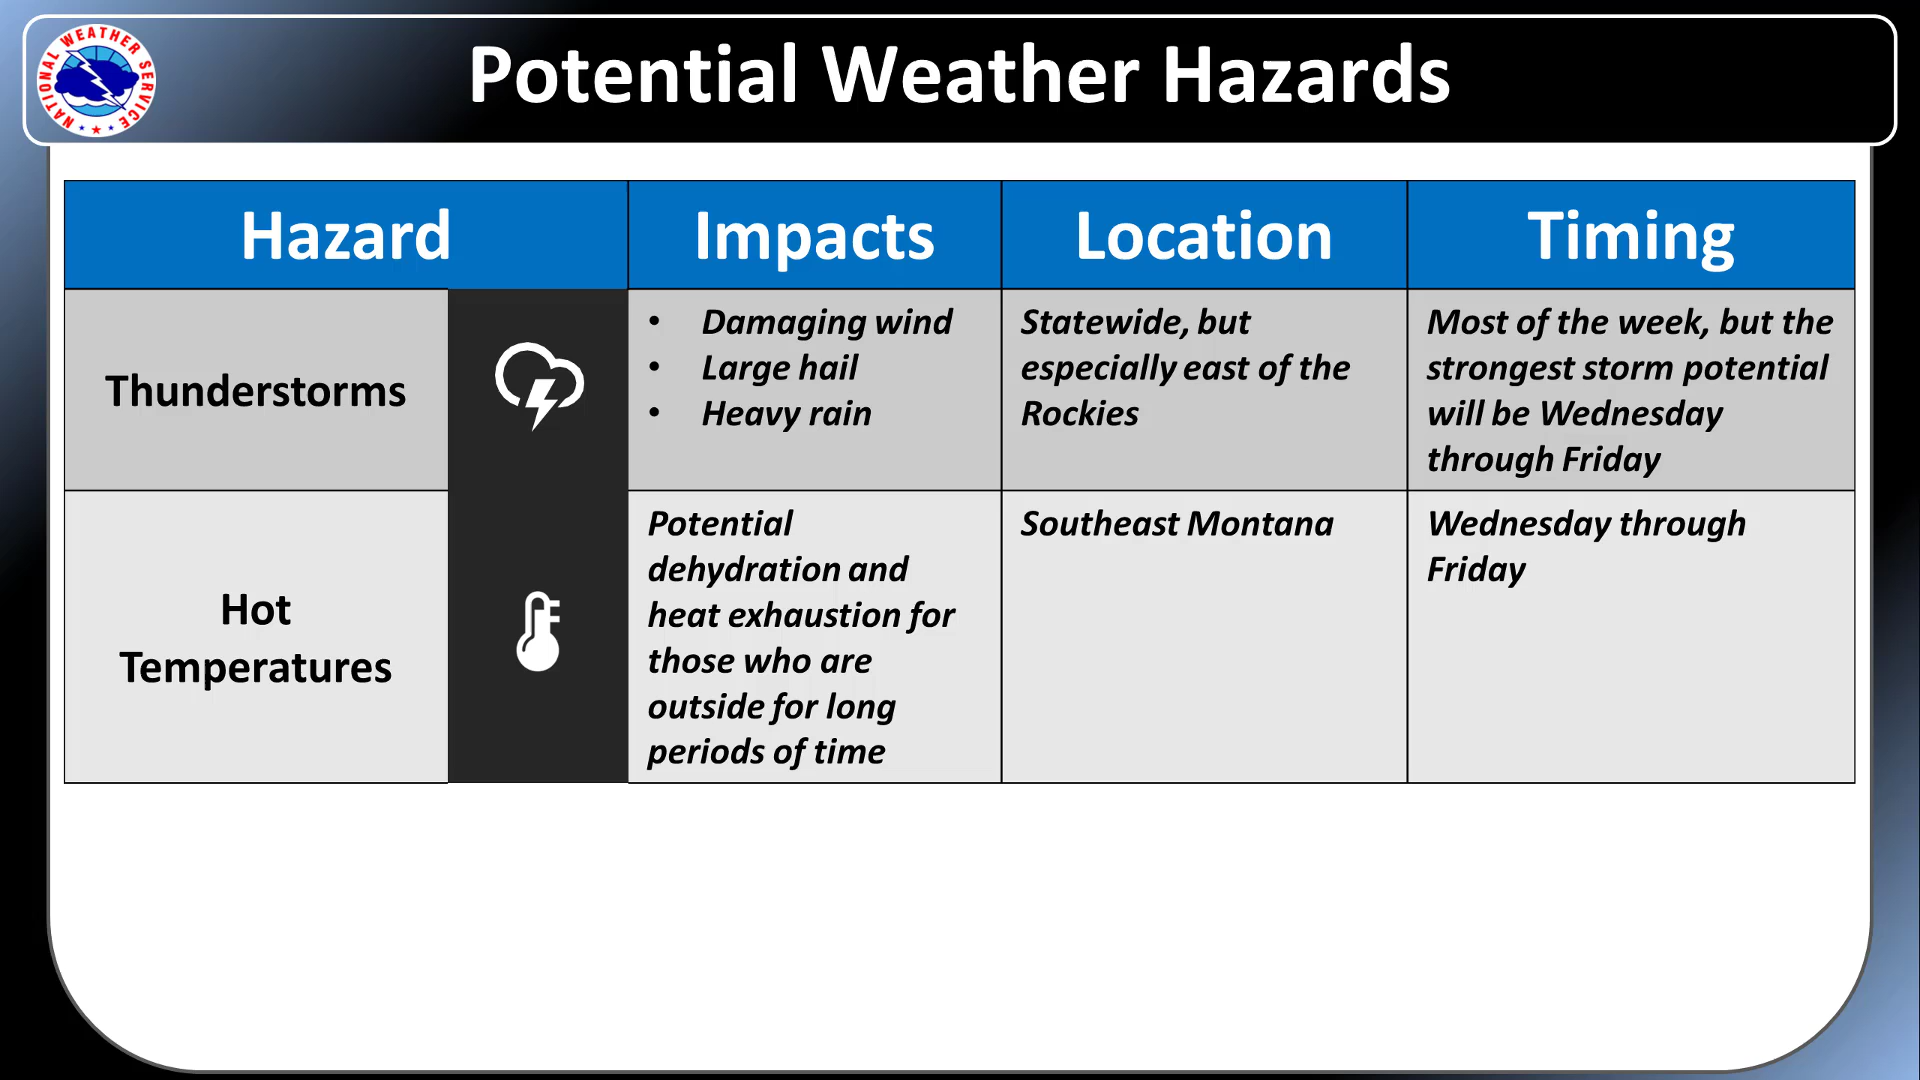 NATIONAL WEATHER SERVICE
Potential Weather Hazards
Hazard
Impacts
Location
Timing
Thunderstorms
• Damaging wind
• Large hail
• Heavy rain
Statewide, but
especially east of the
Rockies
Most of the week, but the
strongest storm potential
will be Wednesday
through Friday
Hot
Temperatures
Potential
dehydration and
heat exhaustion for
those who are
outside for long
periods of time
Southeast Montana
Wednesday through
Friday